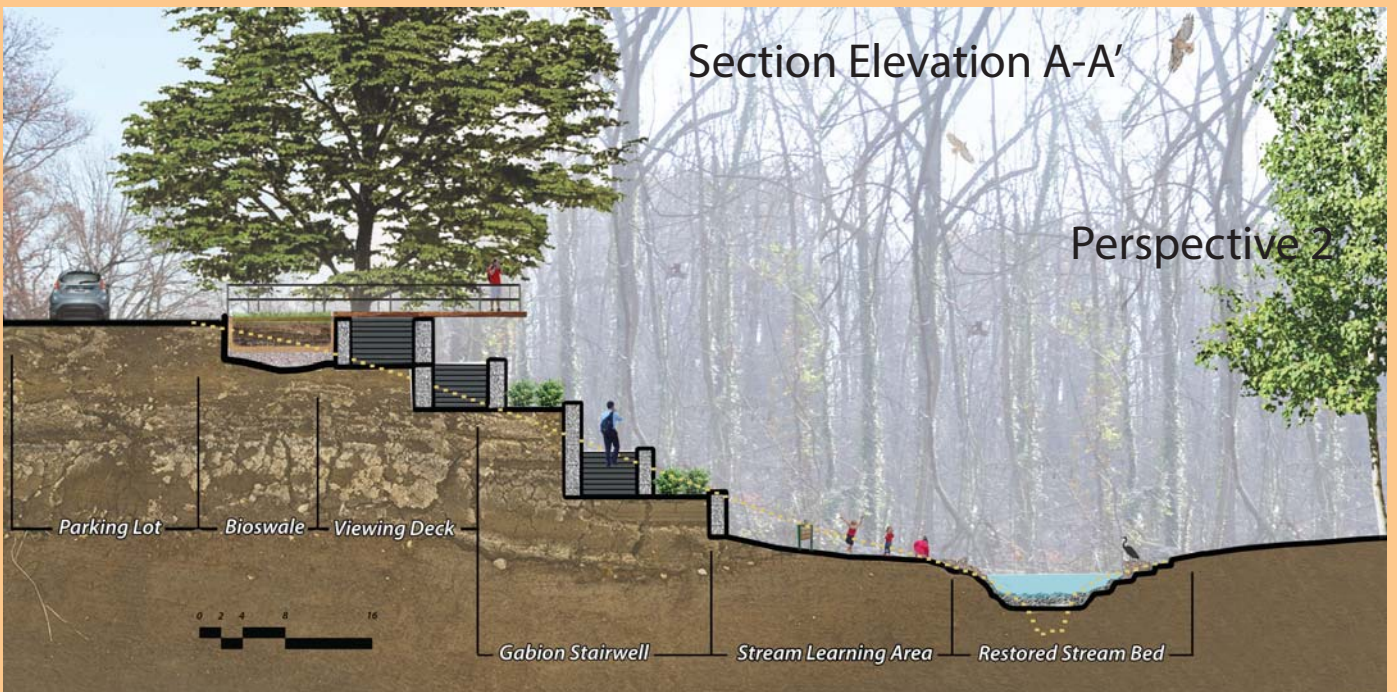 Section Elevation A-A'
Perspective 2
Parking Lot
Bioswale
Viewing Deck
0 2 4 8 16
Gabion Stairwell
Stream Learning Area
Restored Stream Bed